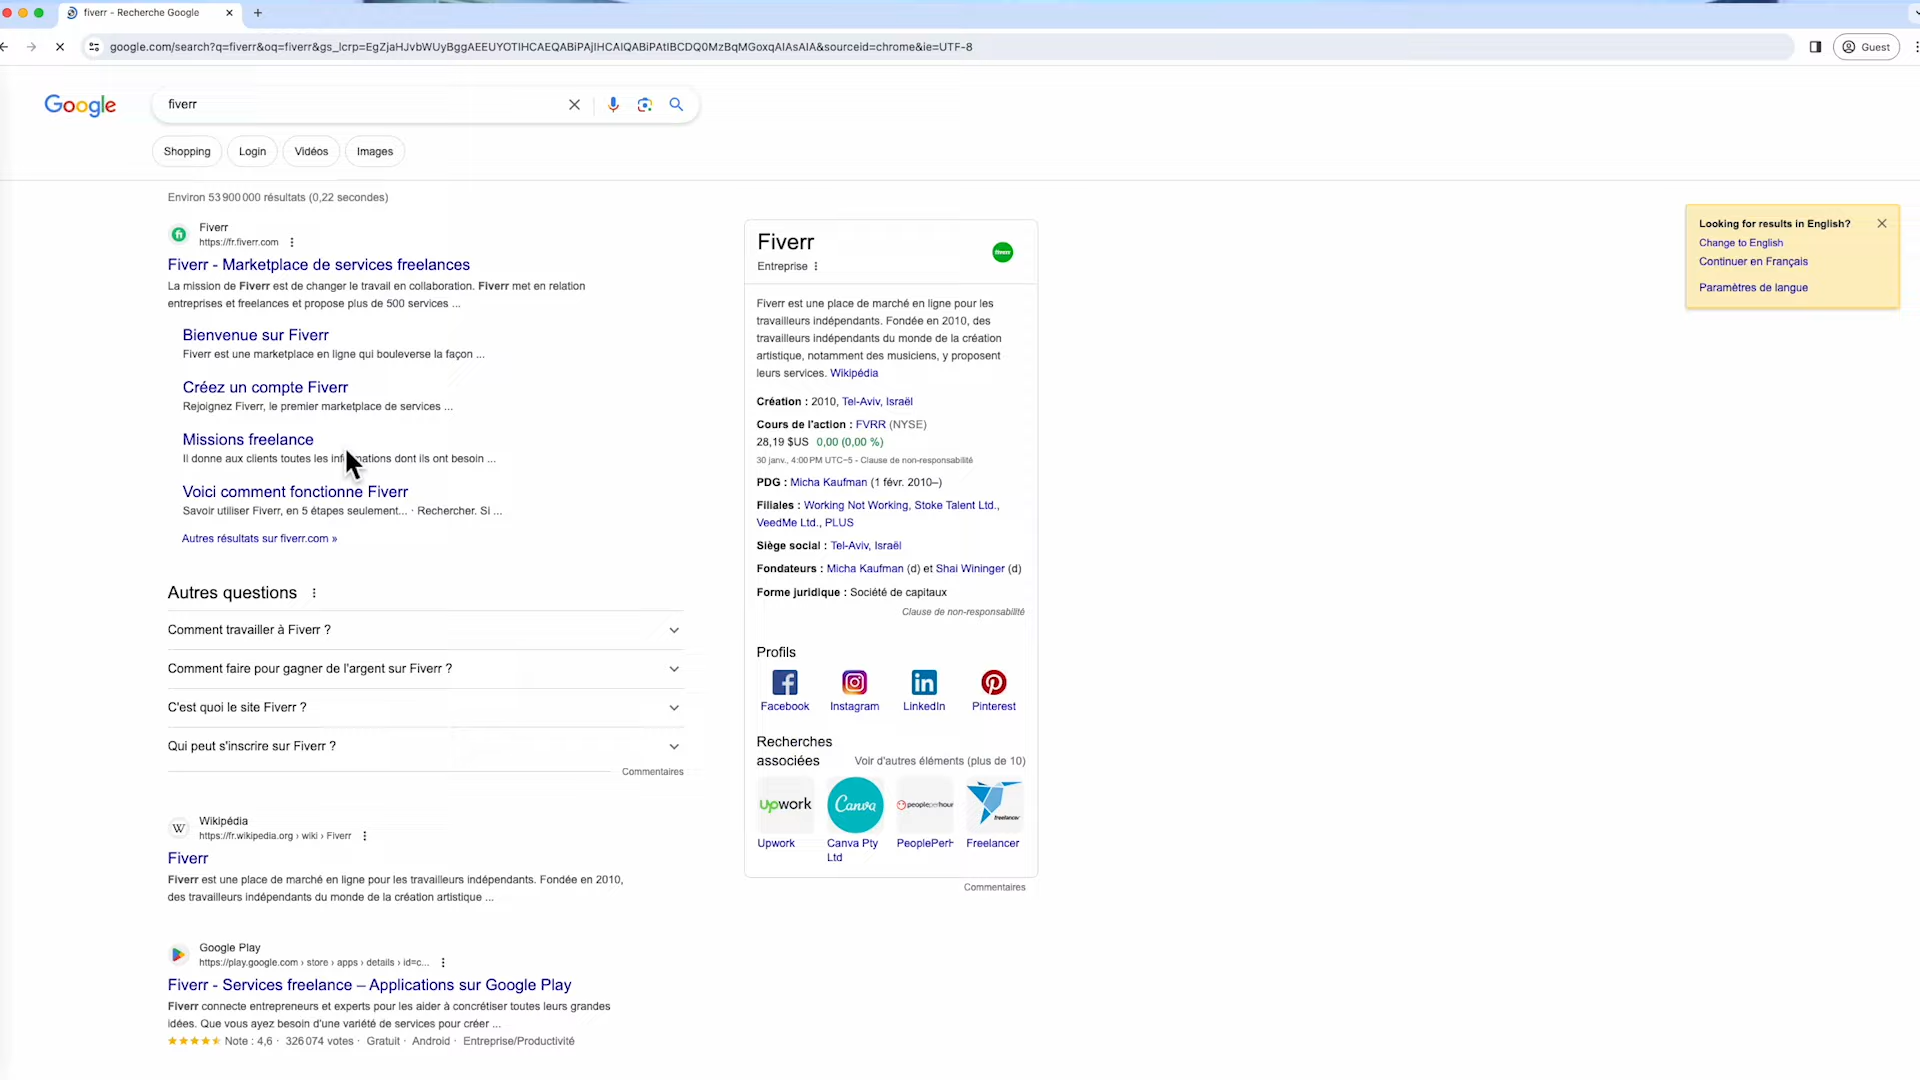 fiverr - Recherche Google
google.com/search?q=fiverr&oq=fiverr&gs_lcrp=EgZjaHJvbWUyBggAEEUYOTIHCAEQABiPAjIHCAIQABiPAtIBCDQ0MzBqMGoxqAIAsAIA&sourceid=chrome&ie=UTF-8
Guest
Google
fiverr
Shopping
Login
Vidéos
Images
Environ 53 900 000 résultats (0,22 secondes)
Fiverr
https://fr.fiverr.com
Fiverr - Marketplace de services freelances
La mission de Fiverr est de changer le travail en collaboration. Fiverr met en relation
entreprises et freelances et propose plus de 500 services ...
Bienvenue sur Fiverr
Fiverr est une marketplace en ligne qui bouleverse la façon ...
Créez un compte Fiverr
Rejoignez Fiverr, le premier marketplace de services ...
Missions freelance
Il donne aux clients toutes les informations dont ils ont besoin ...
Voici comment fonctionne Fiverr
Savoir utiliser Fiverr, en 5 étapes seulement... · Rechercher. Si ...
Autres résultats sur fiverr.com »
Autres questions
Comment travailler à Fiverr ?
Comment faire pour gagner de l'argent sur Fiverr ?
C'est quoi le site Fiverr ?
Qui peut s'inscrire sur Fiverr ?
Commentaires
Wikipédia
https://fr.wikipedia.org › wiki › Fiverr
Fiverr
Fiverr est une place de marché en ligne pour les travailleurs indépendants. Fondée en 2010,
des travailleurs indépendants du monde de la création artistique ...
Google Play
https://play.google.com › store › apps › details › id=c...
Fiverr - Services freelance – Applications sur Google Play
Fiverr connecte entrepreneurs et experts pour les aider à concrétiser toutes leurs grandes
idées. Que vous ayez besoin d'une variété de services pour créer ...
Note : 4,6 · 326 074 votes · Gratuit · Android · Entreprise/Productivité
Fiverr
Entreprise
fiverr
Fiverr est une place de marché en ligne pour les
travailleurs indépendants. Fondée en 2010, des
travailleurs indépendants du monde de la création
artistique, notamment des musiciens, y proposent
leurs services. Wikipédia
Création : 2010, Tel-Aviv, Israël
Cours de l'action : FVRR (NYSE)
28,19 $US 0,00 (0,00 %)
30 janv., 4:00 PM UTC−5 - Clause de non-responsabilité
PDG : Micha Kaufman (1 févr. 2010–)
Filiales : Working Not Working, Stoke Talent Ltd.,
VeedMe Ltd., PLUS
Siège social : Tel-Aviv, Israël
Fondateurs : Micha Kaufman (d) et Shai Wininger (d)
Forme juridique : Société de capitaux
Clause de non-responsabilité
Profils
Facebook
Instagram
LinkedIn
Pinterest
Recherches
associées
Voir d'autres éléments (plus de 10)
upwork
Canva
peopleperhour
freelancer
Upwork
Canva Pty
Ltd
PeoplePerH
Freelancer
Commentaires
Looking for results in English?
Change to English
Continuer en Français
Paramètres de langue